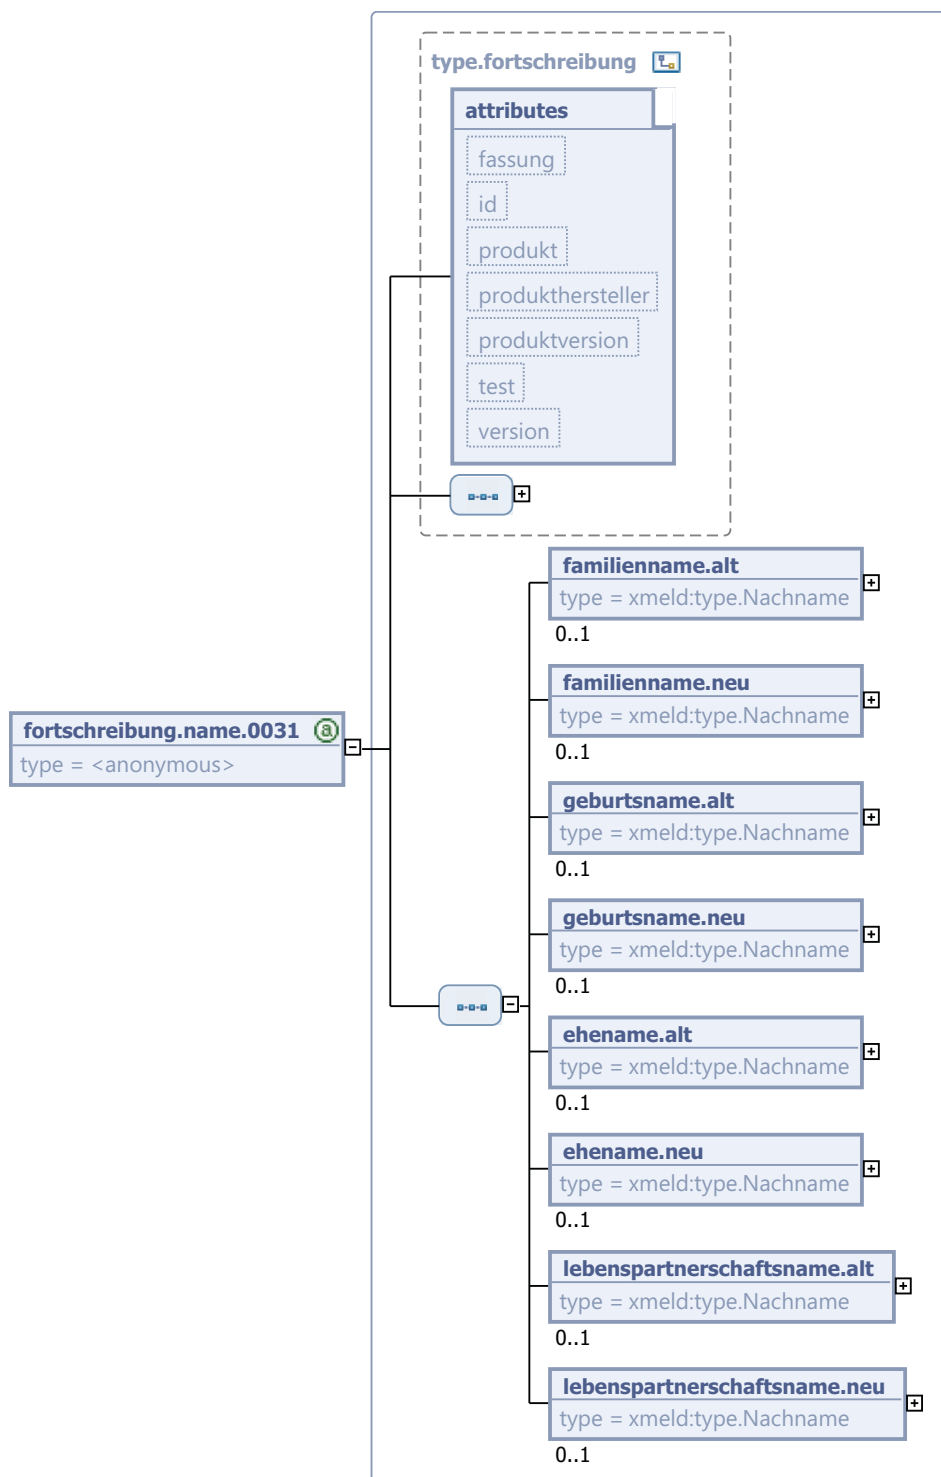 type.fortschreibung
attributes
fassung
id
produkt
produkthersteller
produktversion
test
version
familienname.alt
type = xmeld:type.Nachname
0..1
familienname.neu
type = xmeld:type.Nachname
0..1
fortschreibung.name.0031 a
type = <anonymous>
geburtsname.alt
type = xmeld:type.Nachname
0..1
geburtsname.neu
type = xmeld:type.Nachname
0..1
ehename.alt
type = xmeld:type.Nachname
0..1
ehename.neu
type = xmeld:type.Nachname
0..1
lebenspartnerschaftsname.alt
type = xmeld:type.Nachname
0..1
lebenspartnerschaftsname.neu
type = xmeld:type.Nachname
0..1